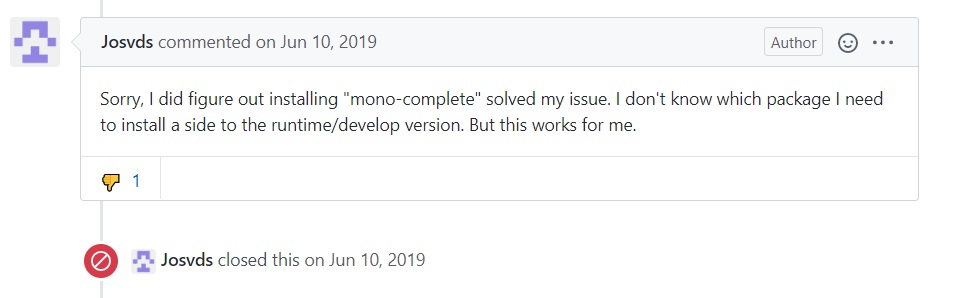 Josvds commented on Jun 10, 2019 Author
Sorry, I did figure out installing "mono-complete" solved my issue. I don't know which package I need
to install a side to the runtime/develop version. But this works for me.
1
Josvds closed this on Jun 10, 2019